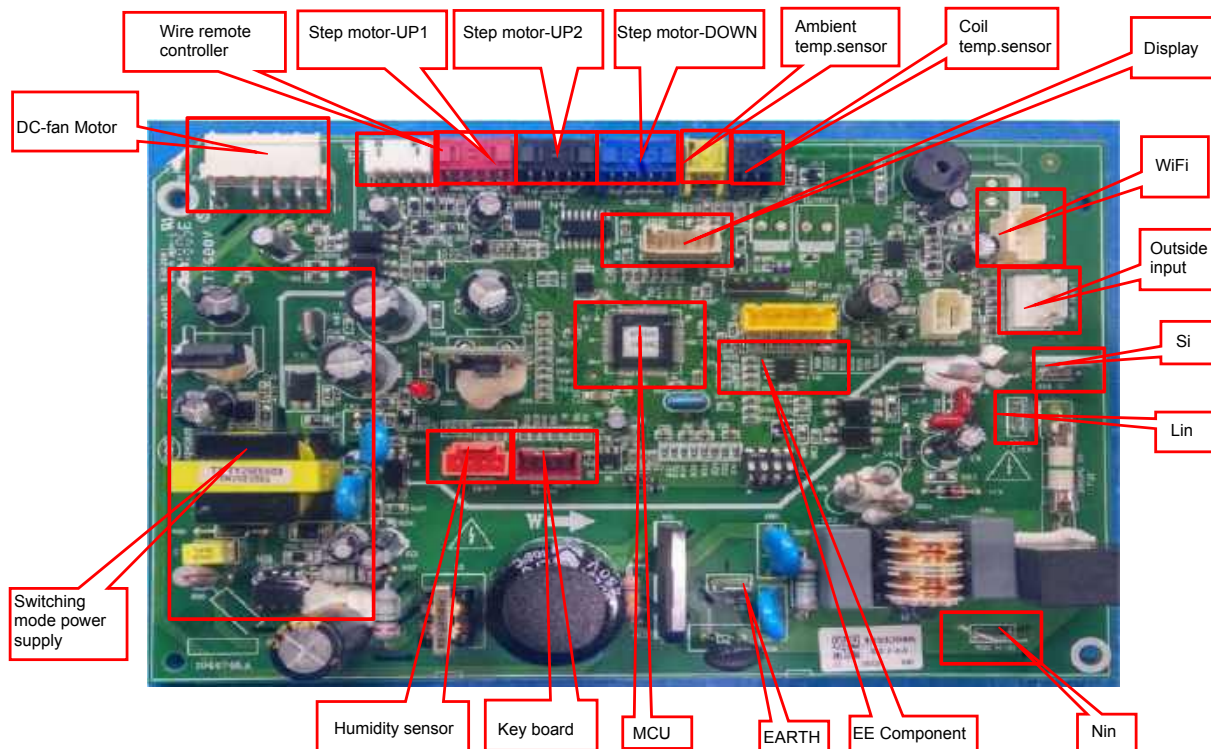 Wire remote
controller
Step motor-UP1
Step motor-UP2
Step motor-DOWN
Ambient
temp.sensor
Coil
temp.sensor
Display
DC-fan Motor
WiFi
Outside
input
Si
Lin
Switching
mode power
supply
Humidity sensor
Key board
MCU
EARTH
EE Component
Nin